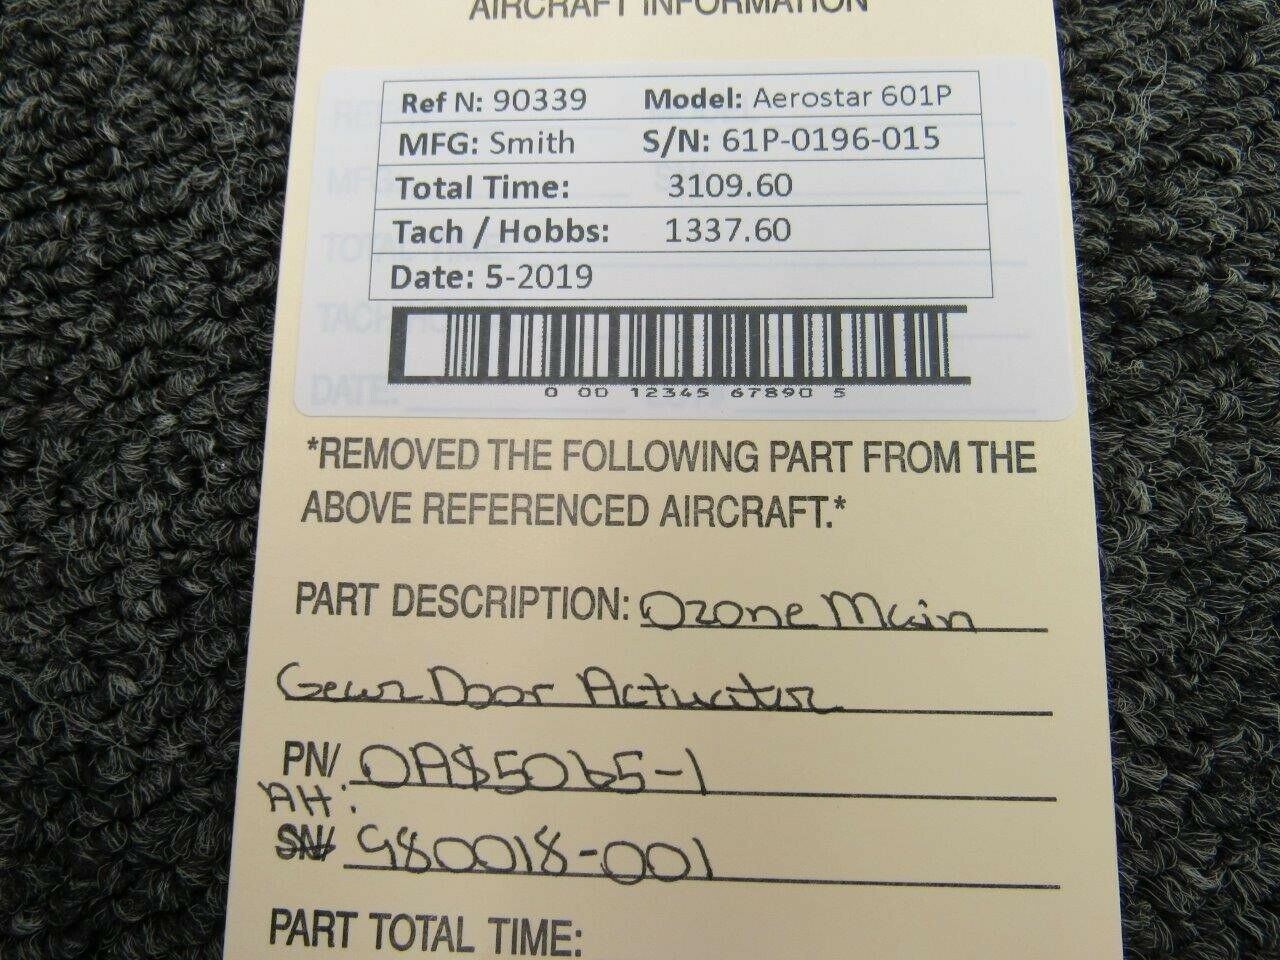 AIRCRAFT INFORMATION
Ref N: 90339 Model: Aerostar 601P
MFG: Smith S/N: 61P-0196-015
Total Time: 3109.60
Tach / Hobbs: 1337.60
Date: 5-2019
0 00 12345 67890 5
*REMOVED THE FOLLOWING PART FROM THE
ABOVE REFERENCED AIRCRAFT.*
PART DESCRIPTION: Ozone Main
Gear Door Actuator
PN/ OAS5065-1
Alt:
SN/ 980018-001
PART TOTAL TIME: